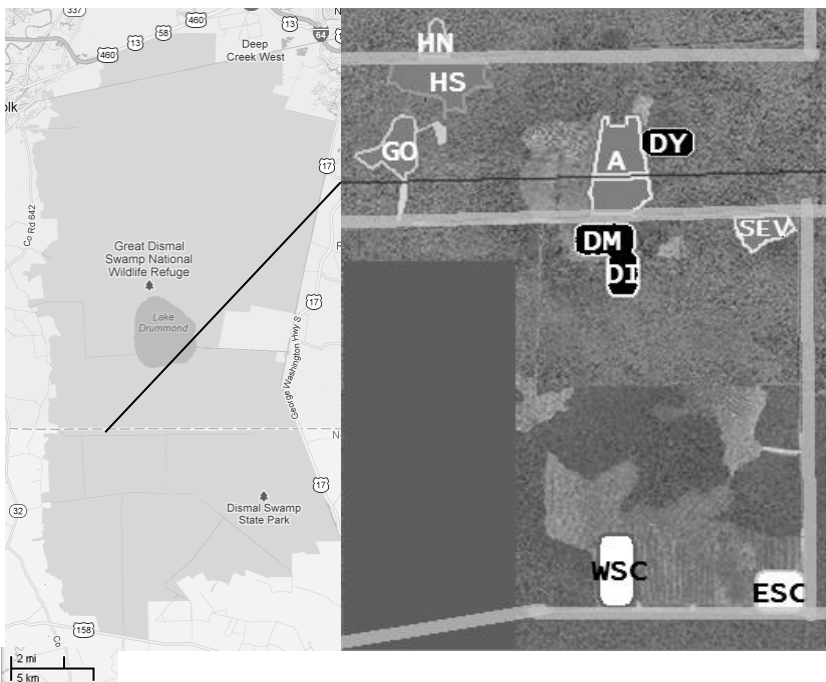 337
460
58
13
13
64
460
Deep
Creek West
olk
17
Co Rd 642
Great Dismal
Swamp National
Wildlife Refuge
Lake
Drummond
17
George Washington Hwy S
N
17
32
Dismal Swamp
State Park
158
Co
2 mi
5 km
HN
HS
GO
A
DY
DM
DI
SEV
WSC
ESC